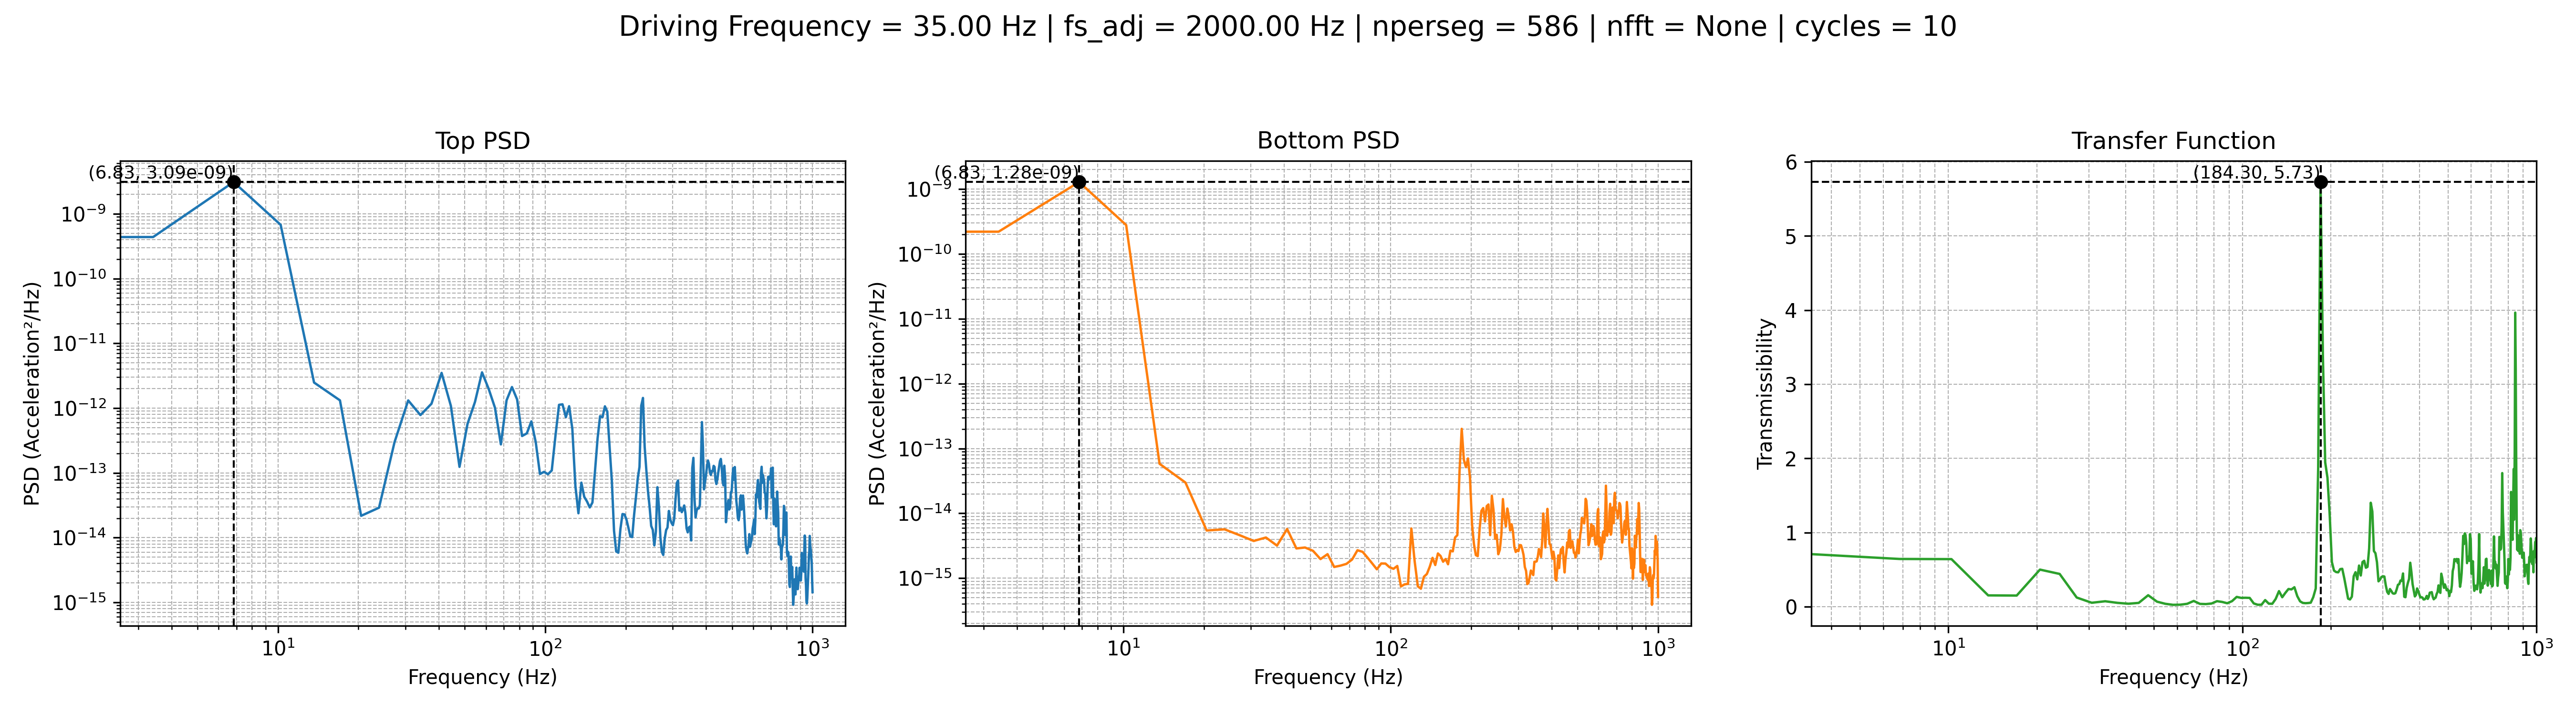 Driving Frequency = 35.00 Hz | fs_adj = 2000.00 Hz | nperseg = 586 | nfft = None | cycles = 10
Top PSD
(6.83, 3.09e-09)
10⁻⁹
10⁻¹⁰
10⁻¹¹
10⁻¹²
10⁻¹³
10⁻¹⁴
10⁻¹⁵
PSD (Acceleration²/Hz)
10¹ 10² 10³
Frequency (Hz)
Bottom PSD
(6.83, 1.28e-09)
10⁻⁹
10⁻¹⁰
10⁻¹¹
10⁻¹²
10⁻¹³
10⁻¹⁴
10⁻¹⁵
PSD (Acceleration²/Hz)
10¹ 10² 10³
Frequency (Hz)
Transfer Function
(184.30, 5.73)
6
5
4
3
2
1
0
Transmissibility
10¹ 10² 10³
Frequency (Hz)